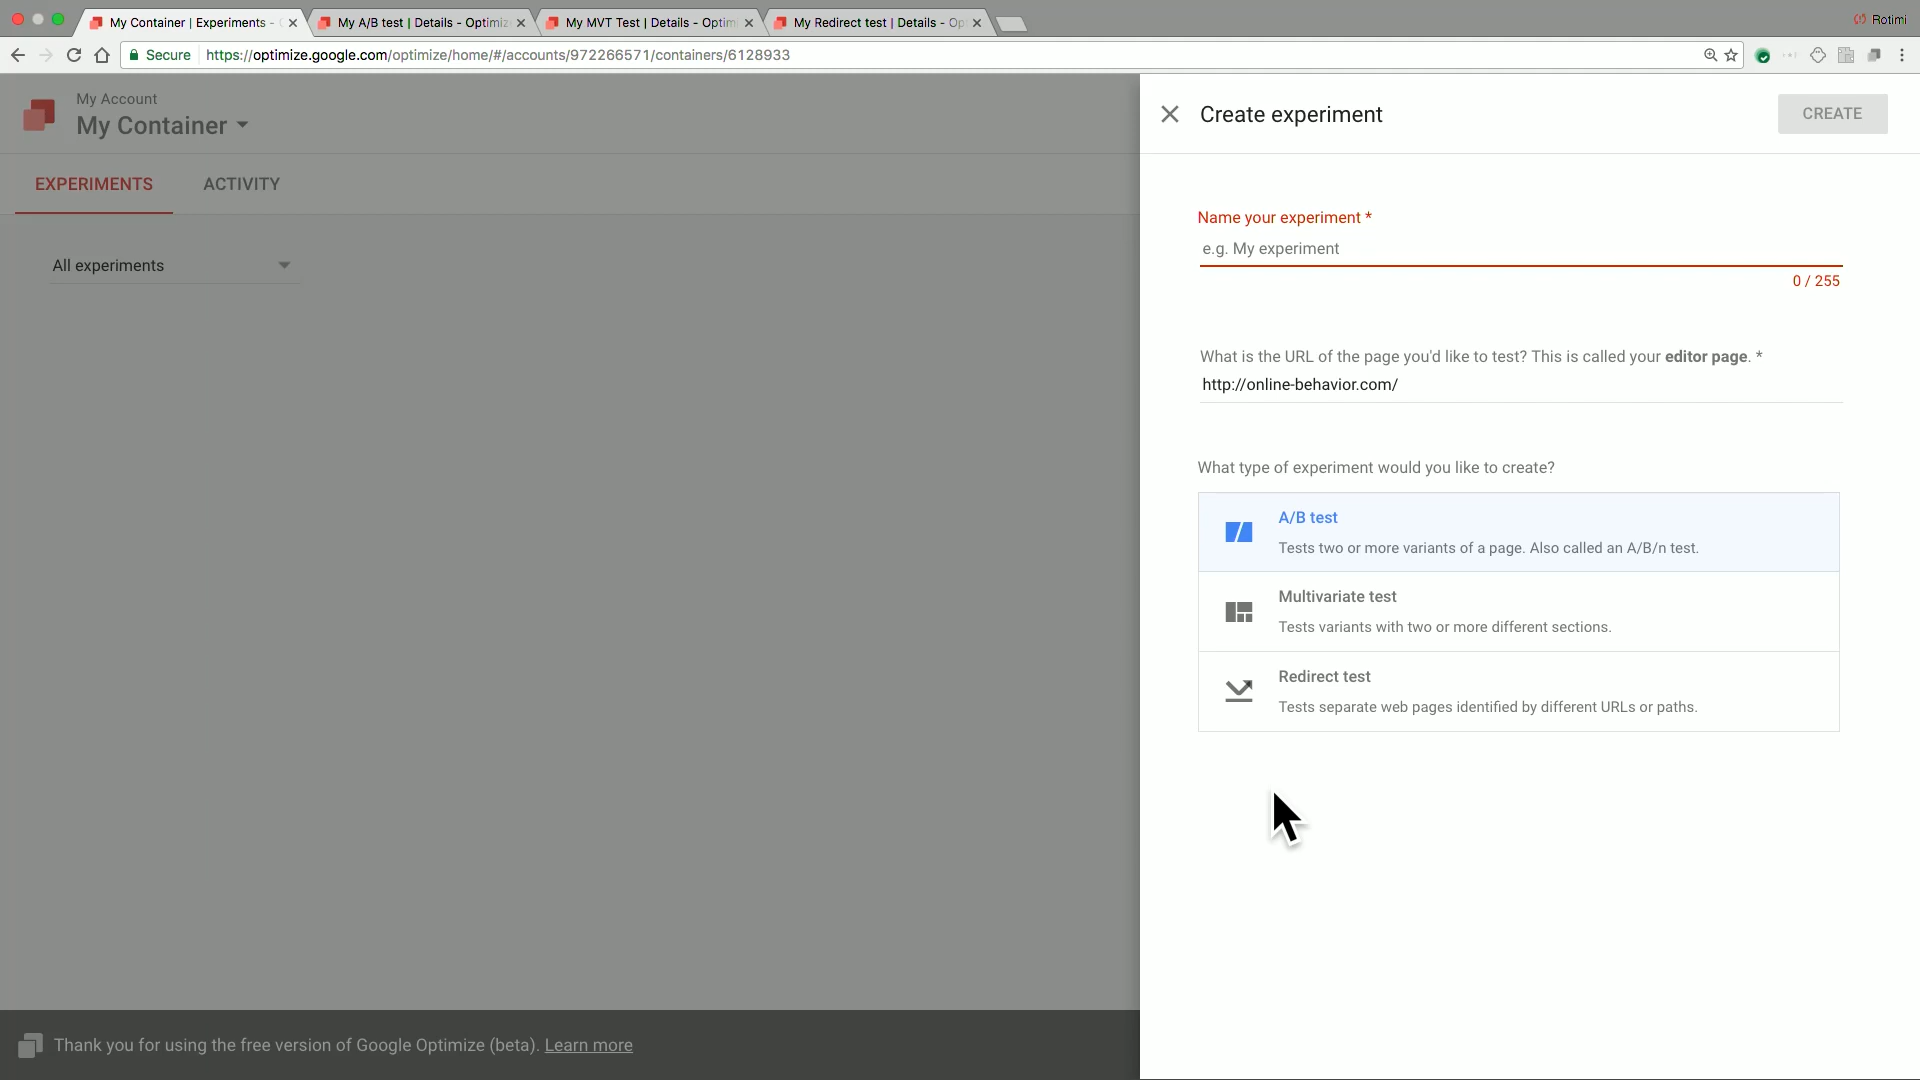 My Container | Experiments -
My A/B test | Details - Optimiz
My MVT Test | Details - Optim
My Redirect test | Details - Op
Rotimi
Secure
https://optimize.google.com/optimize/home/#/accounts/972266571/containers/6128933
My Account
My Container
EXPERIMENTS
ACTIVITY
All experiments
Create experiment
CREATE
Name your experiment *
e.g. My experiment
0 / 255
What is the URL of the page you'd like to test? This is called your editor page. *
http://online-behavior.com/
What type of experiment would you like to create?
A/B test
Tests two or more variants of a page. Also called an A/B/n test.
Multivariate test
Tests variants with two or more different sections.
Redirect test
Tests separate web pages identified by different URLs or paths.
Thank you for using the free version of Google Optimize (beta). Learn more